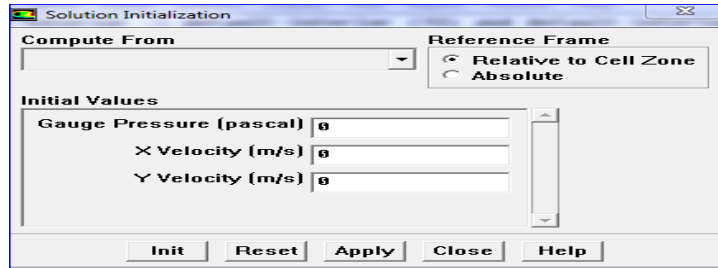 Solution Initialization
Compute From
Reference Frame
Relative to Cell Zone
Absolute
Initial Values
Gauge Pressure (pascal) 0
X Velocity (m/s) 0
Y Velocity (m/s) 0
Init Reset Apply Close Help